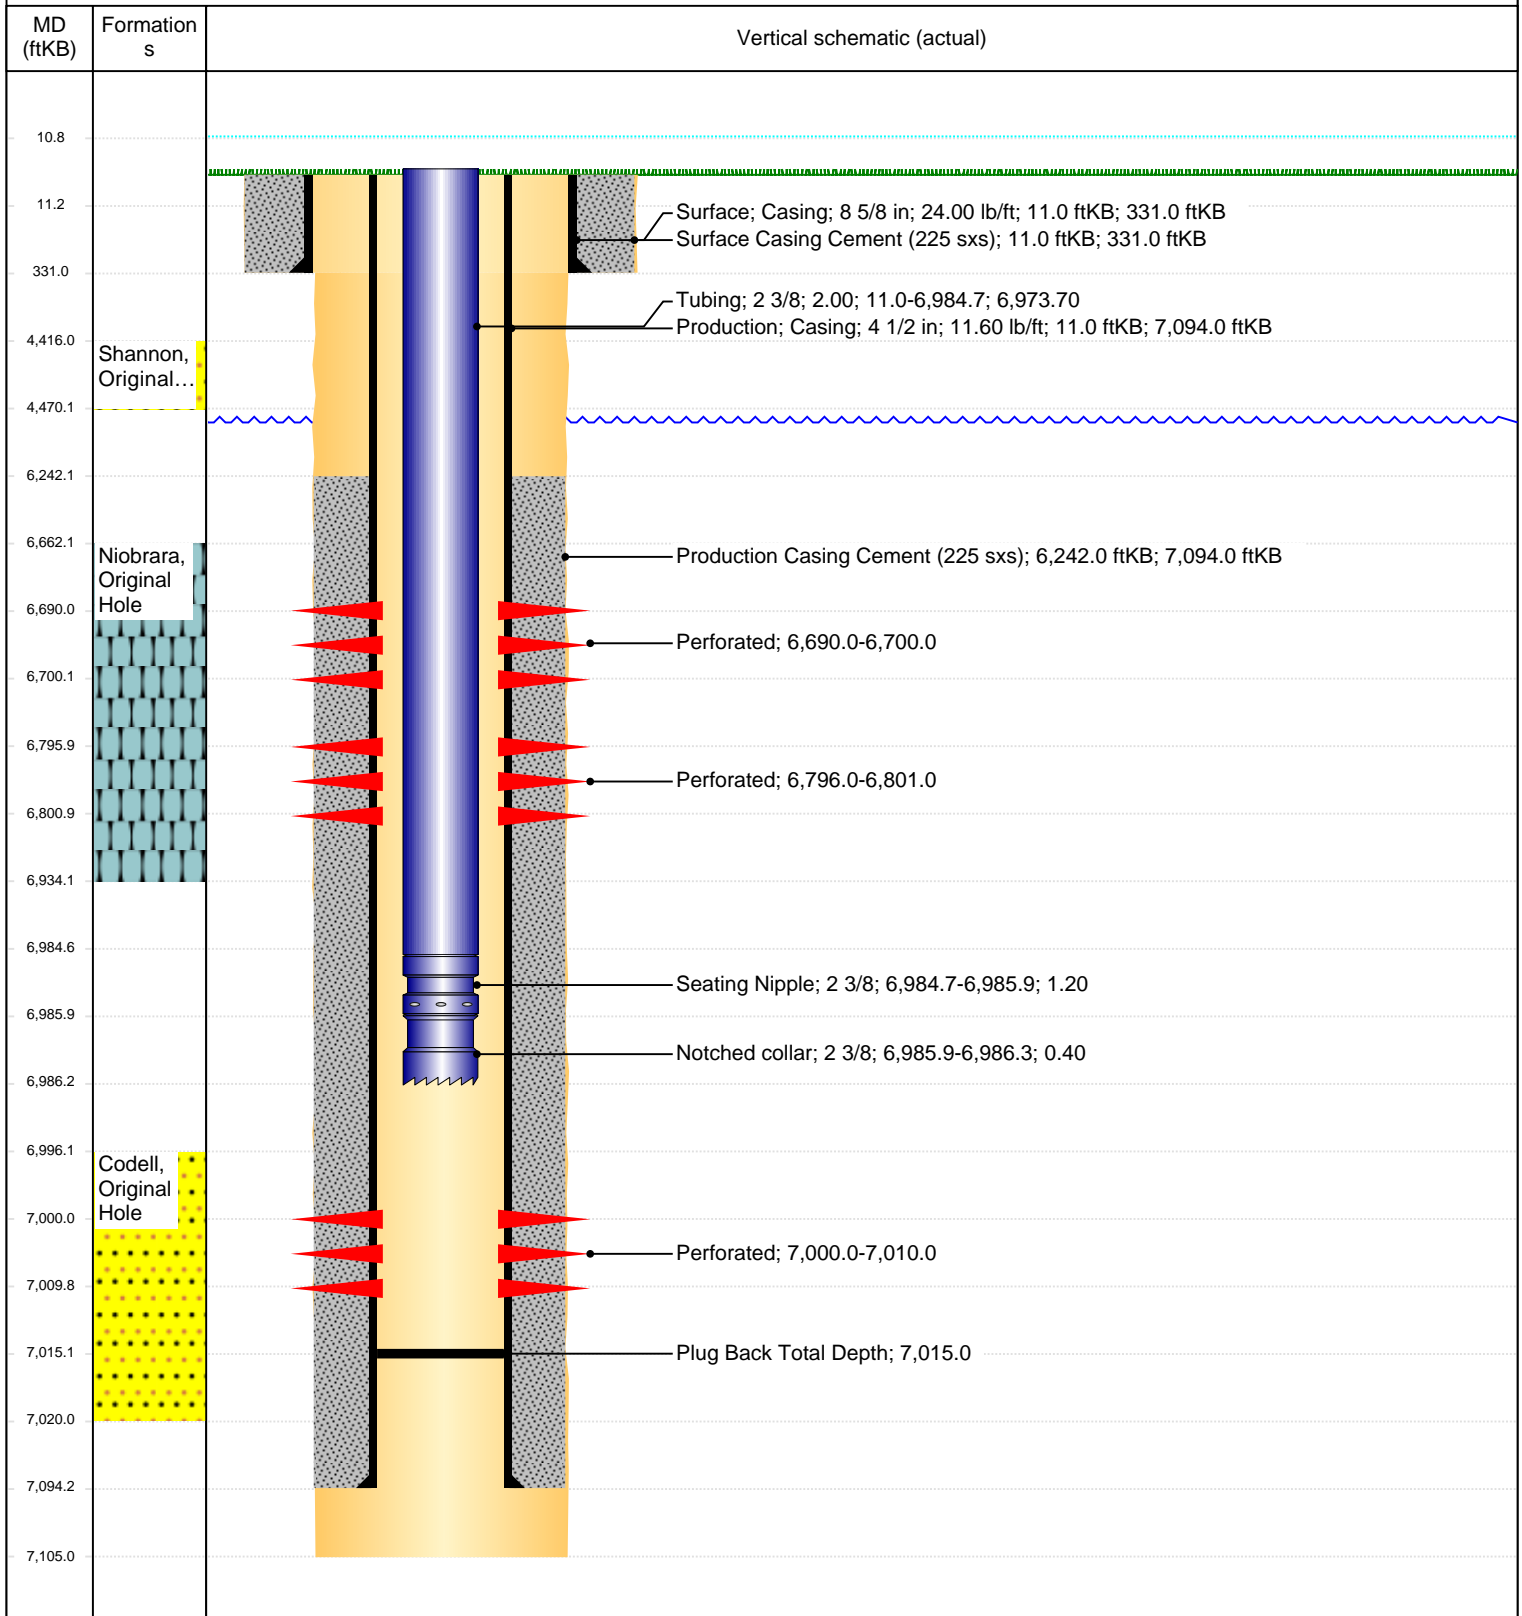 MD
(ftKB)
Formation
s
Vertical schematic (actual)
10.8
11.2
Surface; Casing; 8 5/8 in; 24.00 lb/ft; 11.0 ftKB; 331.0 ftKB
Surface Casing Cement (225 sxs); 11.0 ftKB; 331.0 ftKB
331.0
Tubing; 2 3/8; 2.00; 11.0-6,984.7; 6,973.70
Production; Casing; 4 1/2 in; 11.60 lb/ft; 11.0 ftKB; 7,094.0 ftKB
4,416.0
Shannon,
Original...
4,470.1
6,242.1
6,662.1
Niobrara,
Original
Hole
Production Casing Cement (225 sxs); 6,242.0 ftKB; 7,094.0 ftKB
6,690.0
Perforated; 6,690.0-6,700.0
6,700.1
6,795.9
Perforated; 6,796.0-6,801.0
6,800.9
6,934.1
6,984.6
Seating Nipple; 2 3/8; 6,984.7-6,985.9; 1.20
6,985.9
Notched collar; 2 3/8; 6,985.9-6,986.3; 0.40
6,986.2
6,996.1
Codell,
Original
Hole
7,000.0
Perforated; 7,000.0-7,010.0
7,009.8
7,015.1
Plug Back Total Depth; 7,015.0
7,020.0
7,094.2
7,105.0